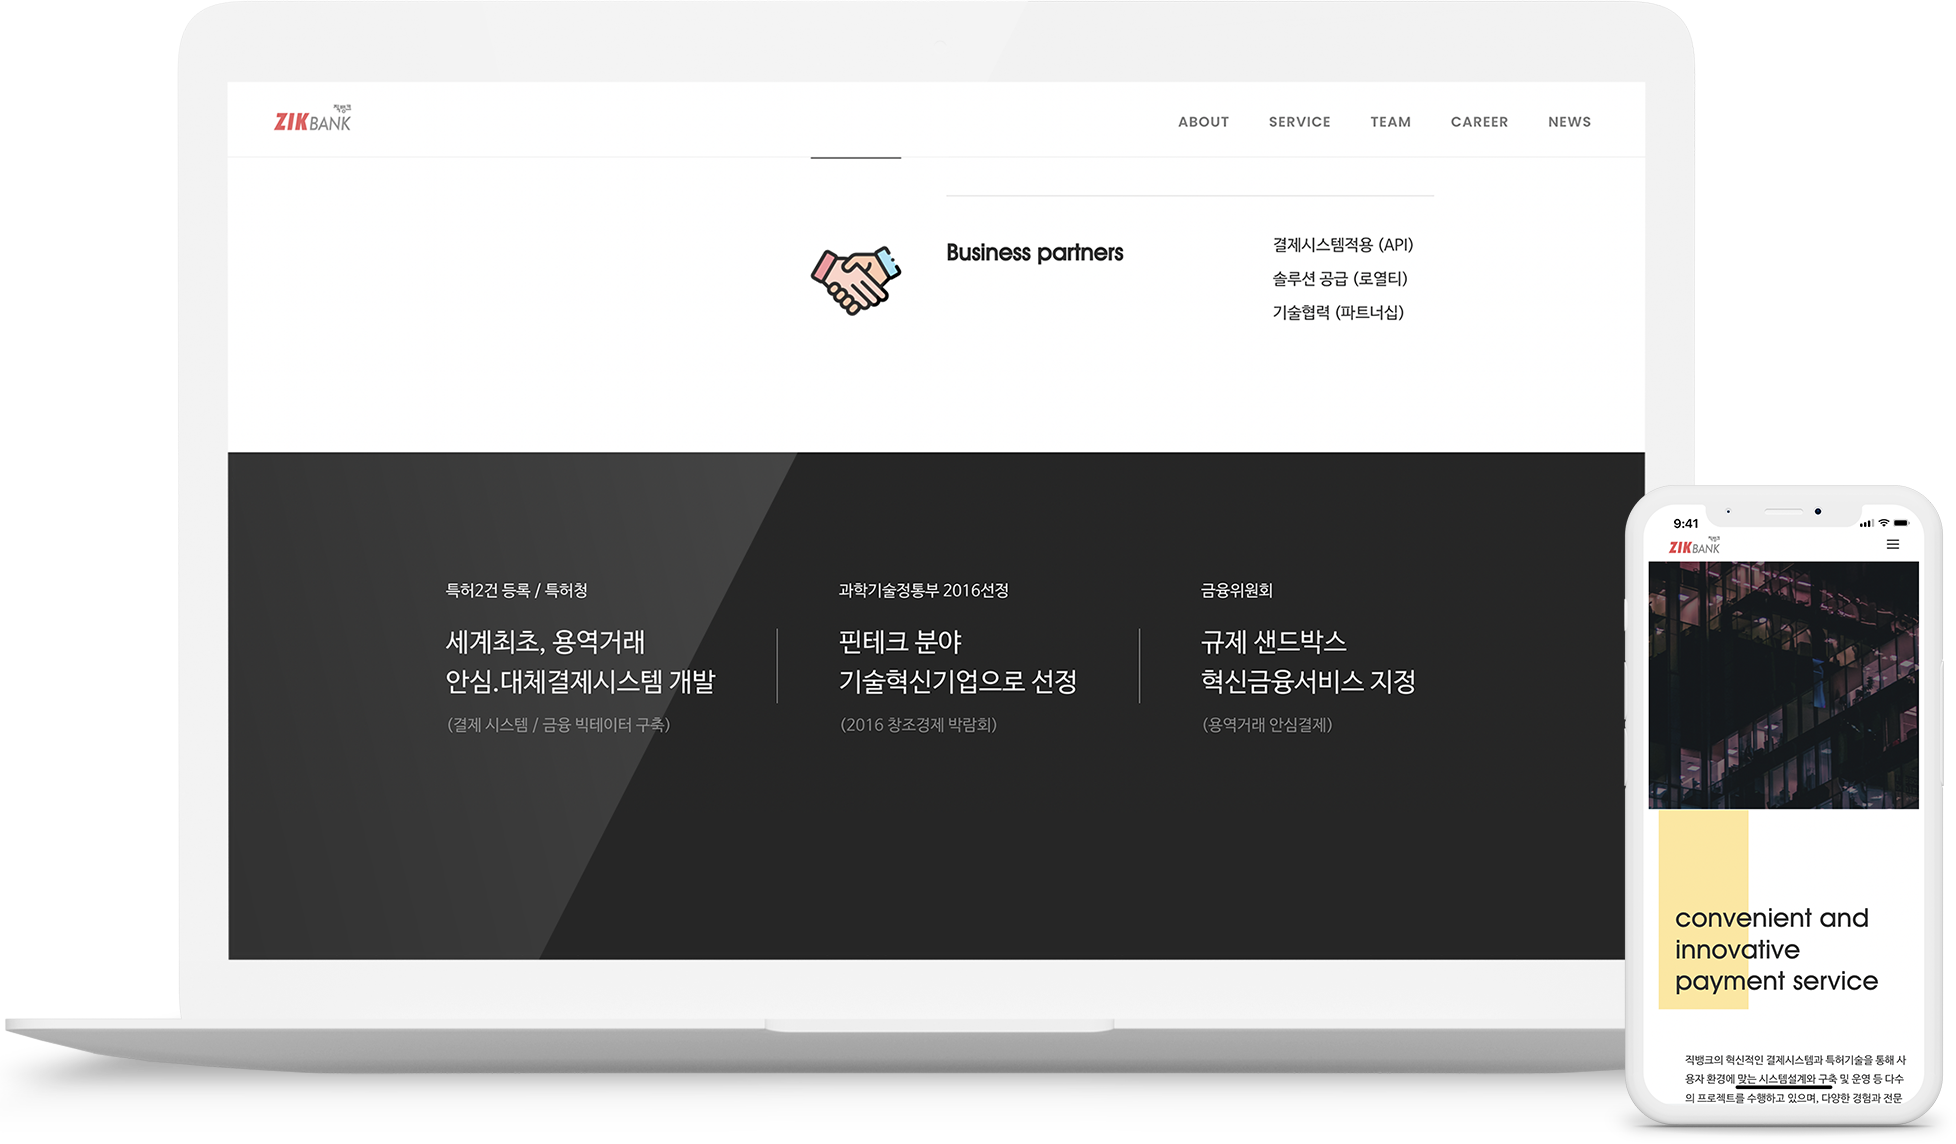 직뱅크
ZIKBANK
ABOUT SERVICE TEAM CAREER NEWS
Business partners
결제시스템적용 (API)
솔루션 공급 (로열티)
기술협력 (파트너십)
특허2건 등록 / 특허청
세계최초, 용역거래
안심.대체결제시스템 개발
(결제 시스템 / 금융 빅테이터 구축)
과학기술정통부 2016선정
핀테크 분야
기술혁신기업으로 선정
(2016 창조경제 박람회)
금융위원회
규제 샌드박스
혁신금융서비스 지정
(용역거래 안심결제)
9:41
직뱅크
ZIKBANK
convenient and
innovative
payment service
직뱅크의 혁신적인 결제시스템과 특허기술을 통해 사
용자 환경에 맞는 시스템설계와 구축 및 운영 등 다수
의 프로젝트를 수행하고 있으며, 다양한 경험과 전문